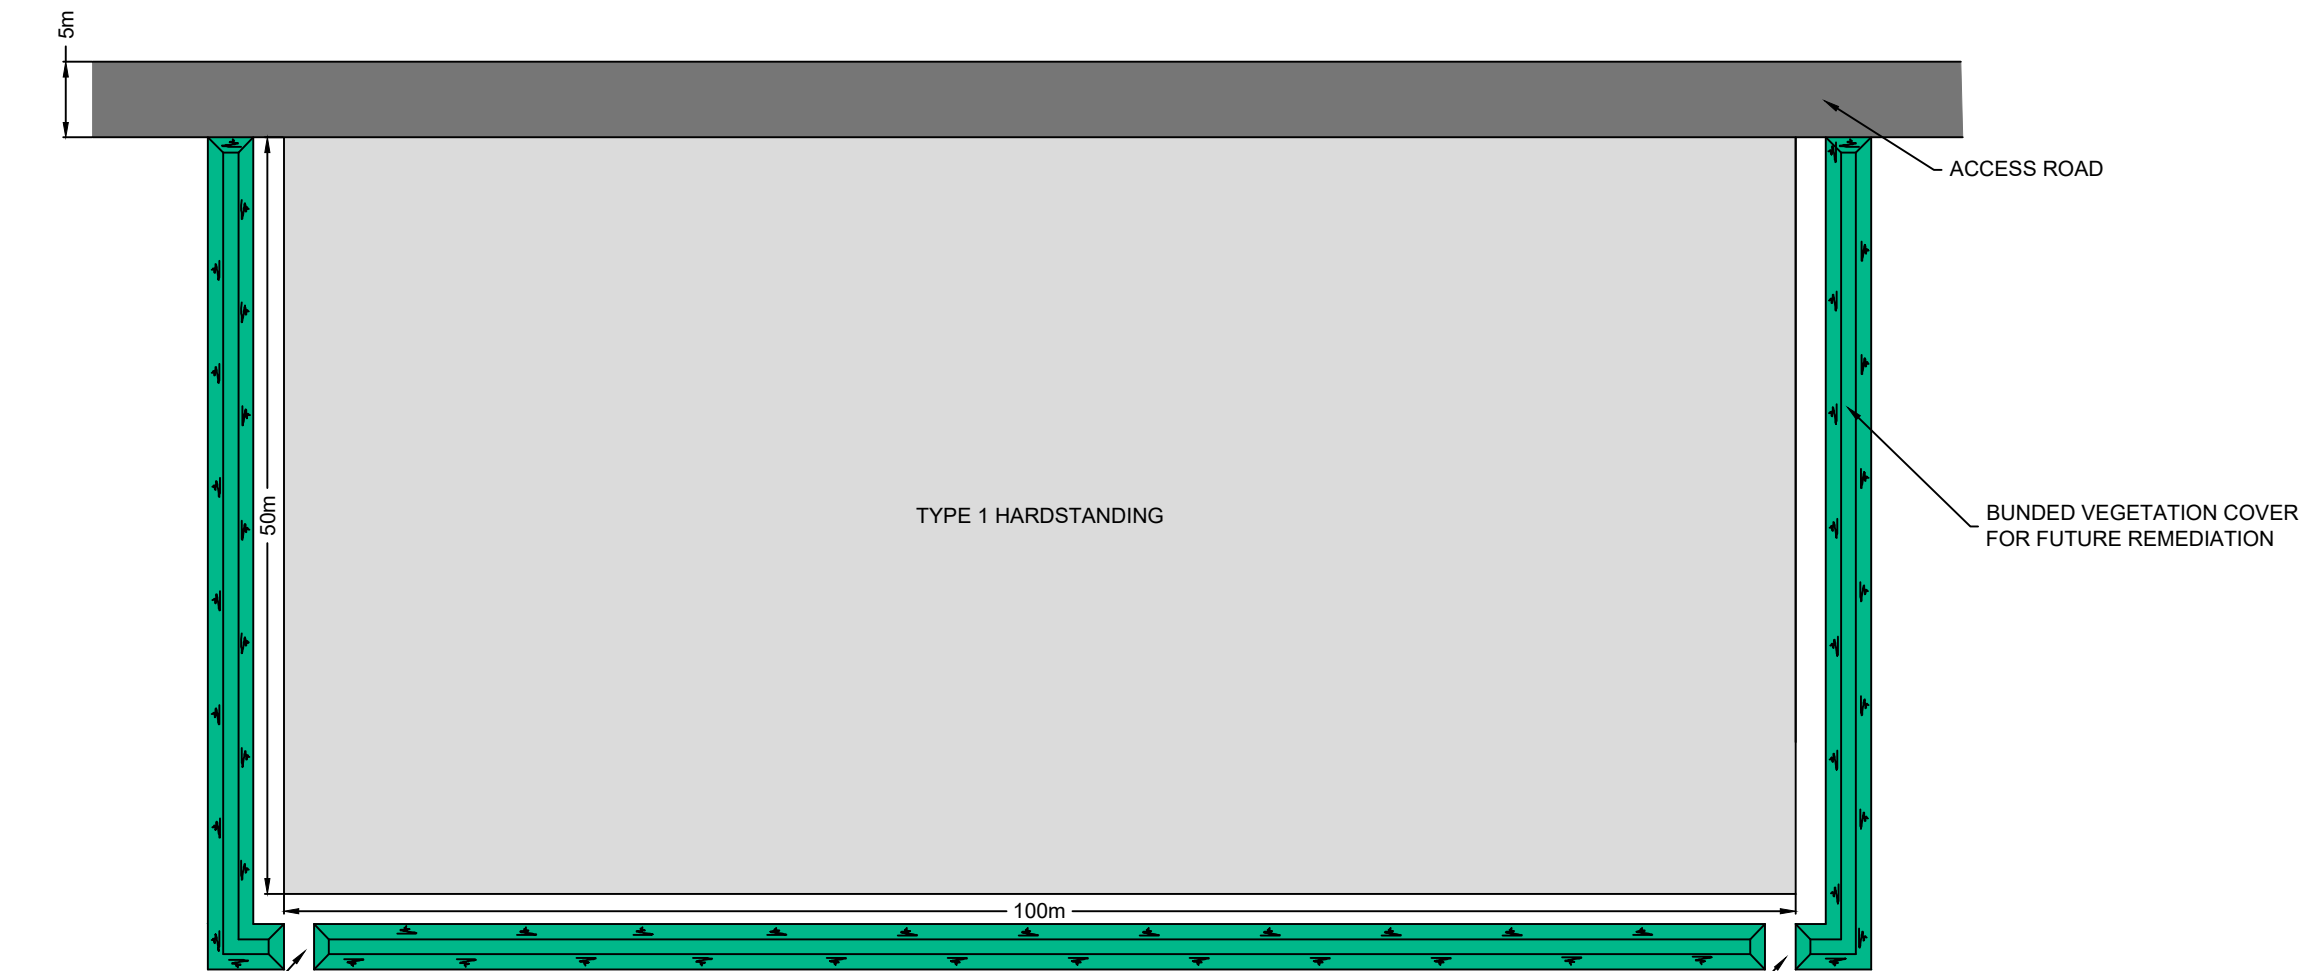 5m
ACCESS ROAD
50m
TYPE 1 HARDSTANDING
BUNDED VEGETATION COVER
FOR FUTURE REMEDIATION
100m